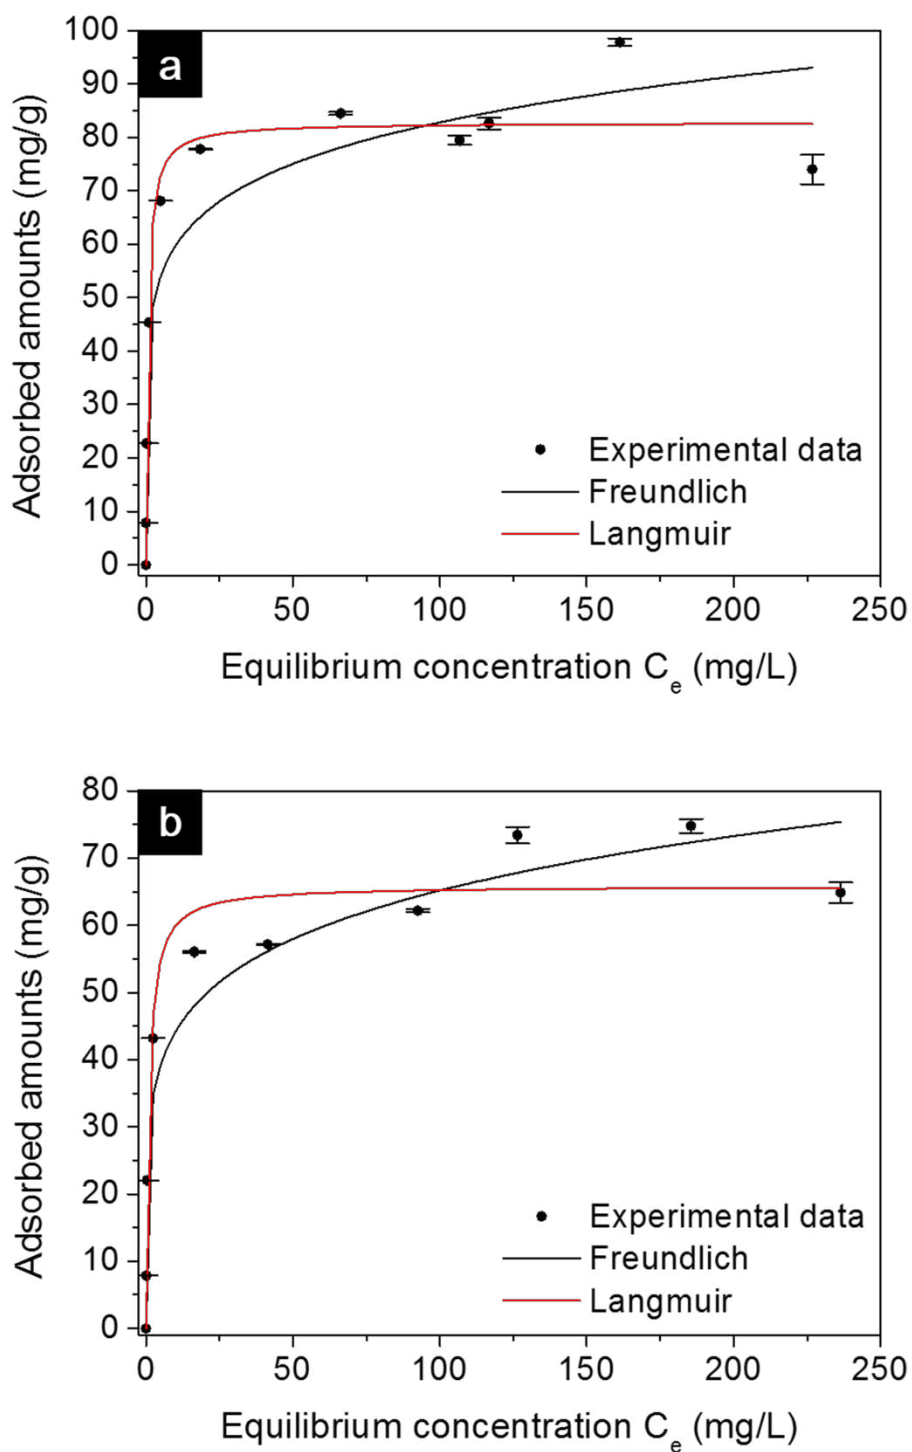 a
100
90
80
70
60
50
40
30
20
10
0
Adsorbed amounts (mg/g)
Experimental data
Freundlich
Langmuir
0 50 100 150 200 250
Equilibrium concentration Cₑ (mg/L)
b
80
70
60
50
40
30
20
10
0
Adsorbed amounts (mg/g)
Experimental data
Freundlich
Langmuir
0 50 100 150 200 250
Equilibrium concentration Cₑ (mg/L)